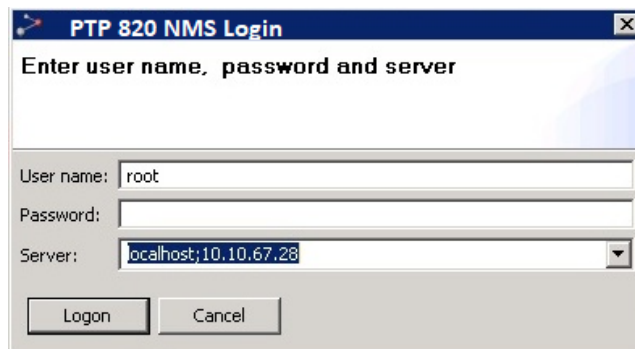 PTP 820 NMS Login
Enter user name, password and server
User name: root
Password:
Server: localhost;10.10.67.28
Logon Cancel